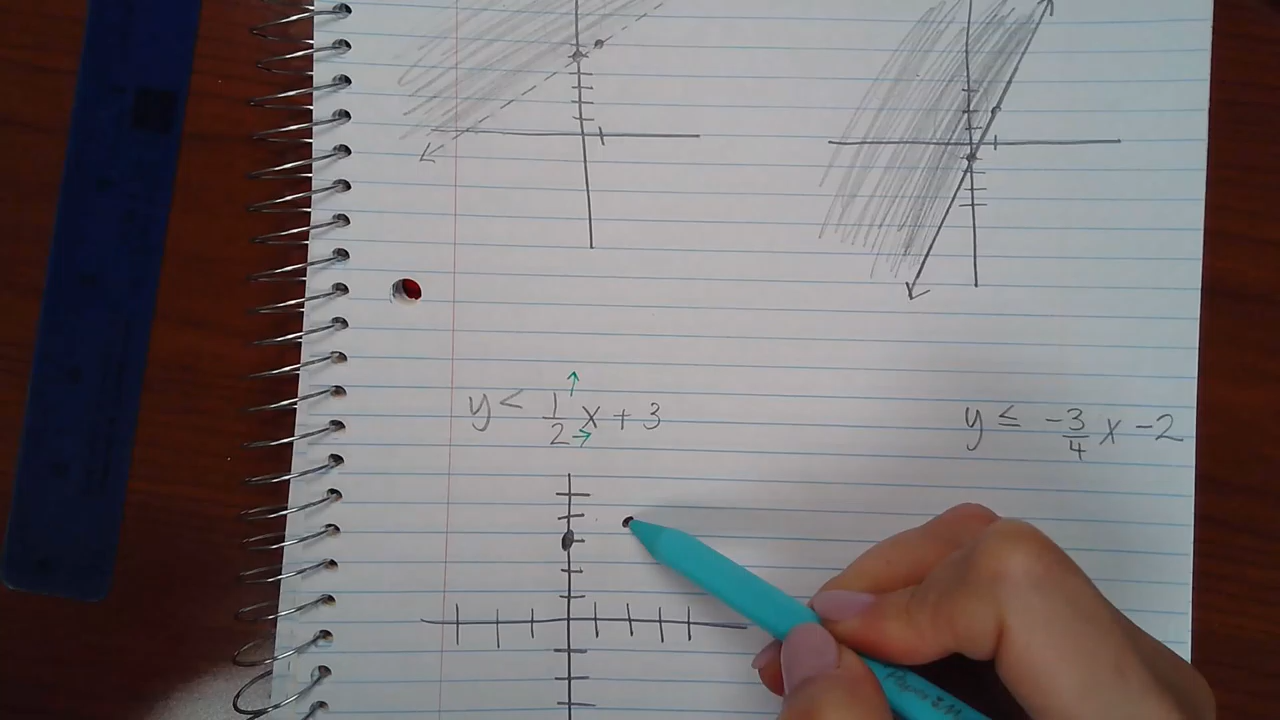 y < 1/2 x + 3
y ≤ -3/4 x - 2